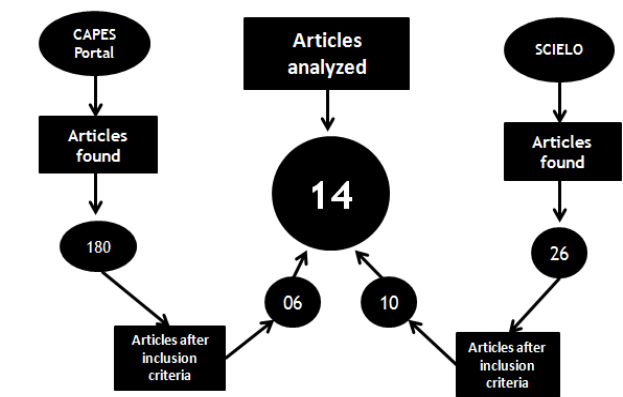 CAPES
Portal
Articles
found
180
Articles after
inclusion
criteria
06
Articles
analyzed
14
SCIELO
Articles
found
26
Articles after
inclusion
criteria
10